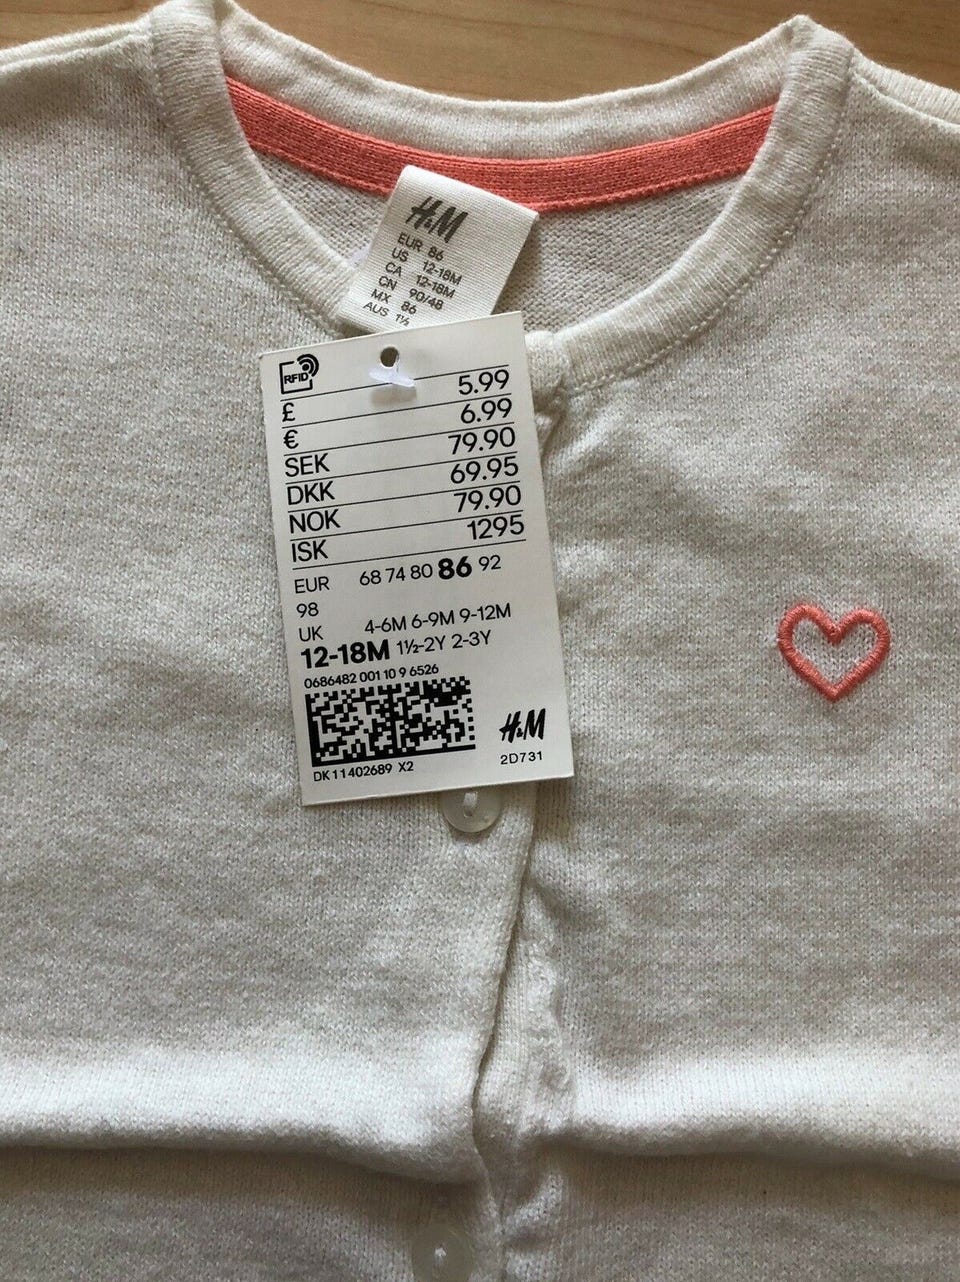 H&M
EUR 86
US 12-18M
CA 12-18M
CN 90/48
MX 86
AUS 1½
RFID
£ 5.99
€ 6.99
SEK 79.90
DKK 69.95
NOK 79.90
ISK 1295
EUR 68 74 80 86 92
98
UK 4-6M 6-9M 9-12M
12-18M 1½-2Y 2-3Y
0686482 001 10 9 6526
H&M
DK11402689 X2 2D731